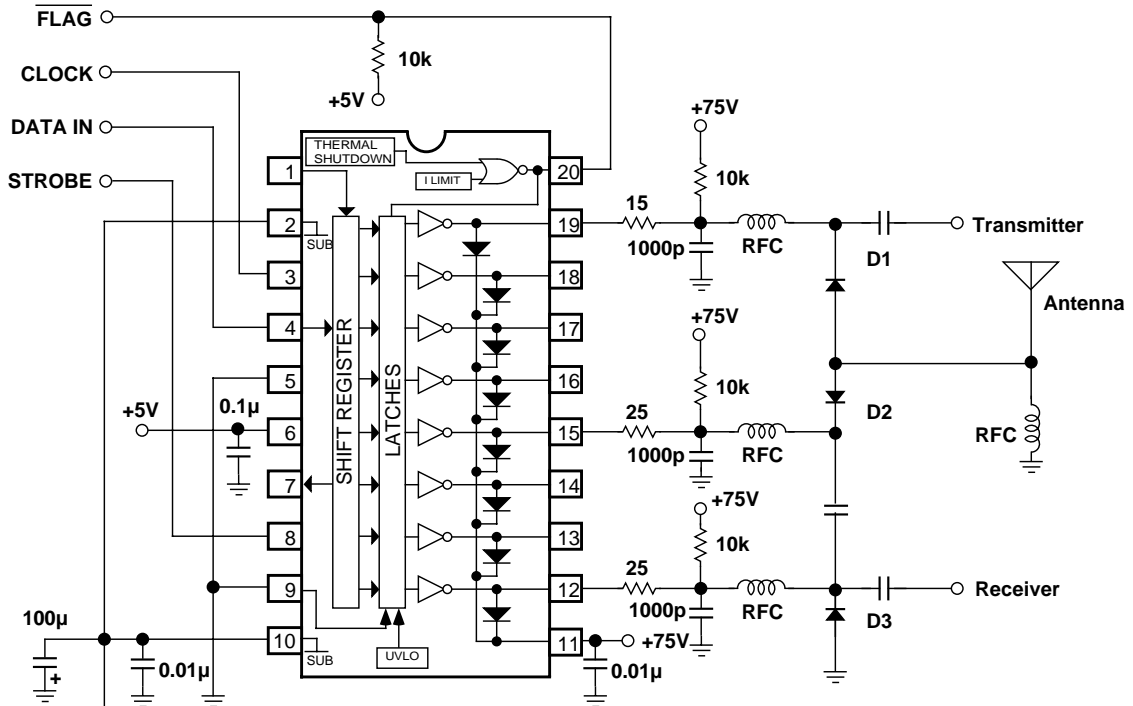 FLAG
10k
CLOCK
+5V
+75V
DATA IN
THERMAL
SHUTDOWN
STROBE
I LIMIT
1
20
10k
15
2
SUB
19
1000p
RFC
D1
Transmitter
3
18
+75V
Antenna
4
17
10k
5
16
25
D2
+5V
0.1µ
6
15
1000p
RFC
RFC
SHIFT REGISTER
LATCHES
7
14
+75V
8
13
10k
25
9
12
1000p
RFC
D3
Receiver
100µ
10
SUB
UVLO
11
+75V
+
0.01µ
0.01µ